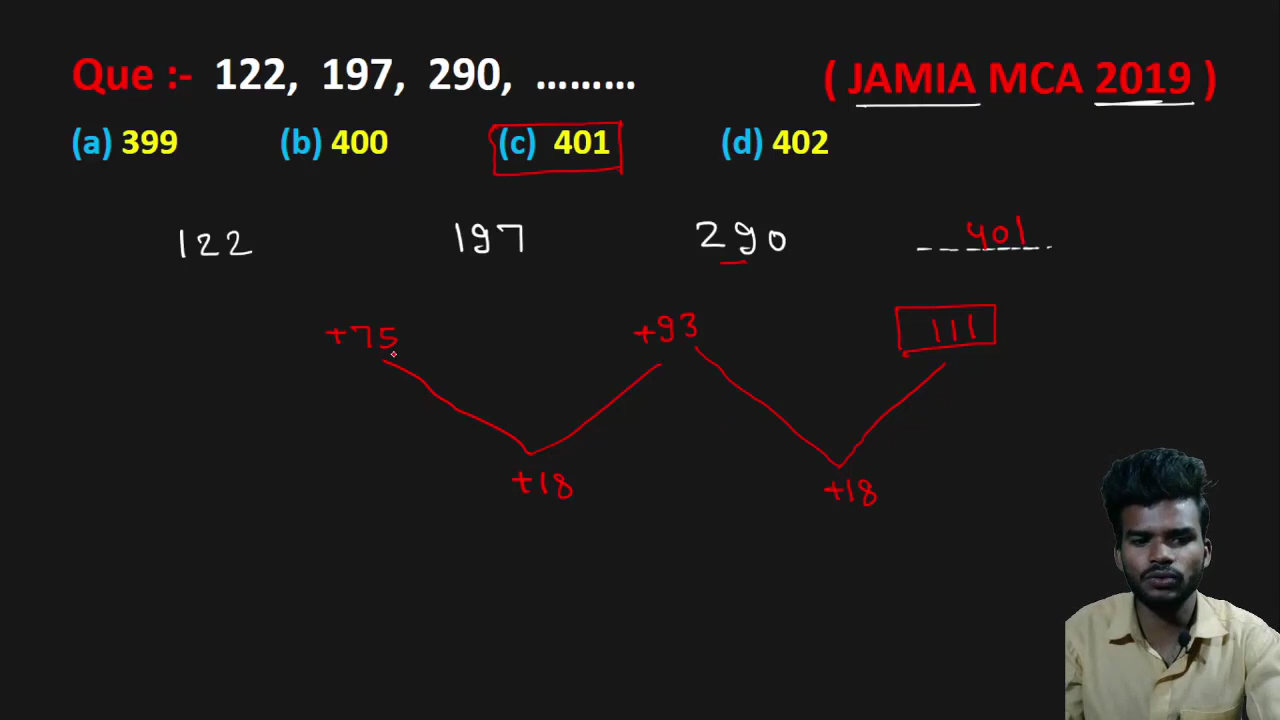 Que :- 122, 197, 290, ......... ( JAMIA MCA 2019 )
(a) 399 (b) 400 (c) 401 (d) 402
122 197 290 401
+75 +93 111
+18 +18